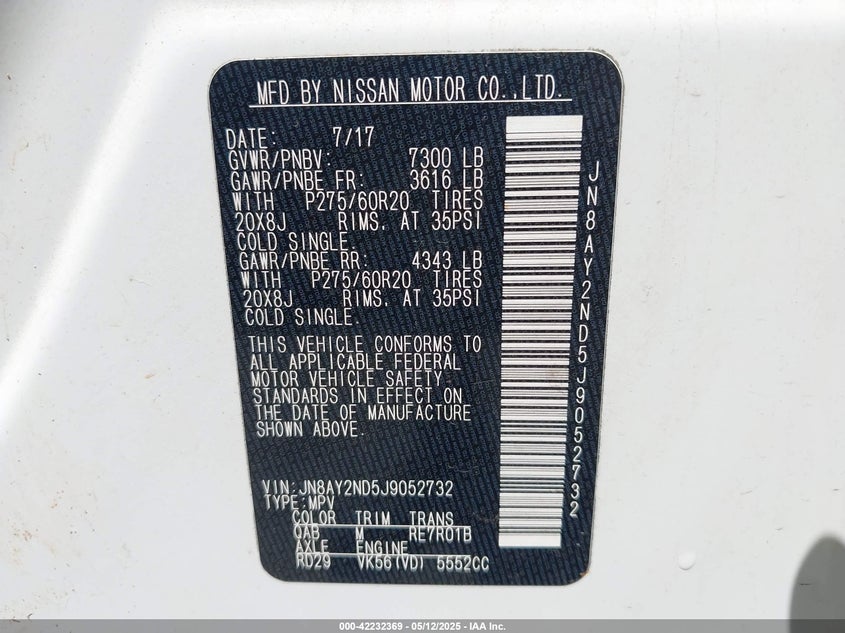 MFD BY NISSAN MOTOR CO.,LTD.
DATE: 7/17
GVWR/PNBV: 7300 LB
GAWR/PNBE FR: 3616 LB
WITH P275/60R20 TIRES
20X8J RIMS. AT 35PSI
COLD SINGLE.
GAWR/PNBE RR: 4343 LB
WITH P275/60R20 TIRES
20X8J RIMS. AT 35PSI
COLD SINGLE.
THIS VEHICLE CONFORMS TO
ALL APPLICABLE FEDERAL
MOTOR VEHICLE SAFETY
STANDARDS IN EFFECT ON
THE DATE OF MANUFACTURE
SHOWN ABOVE.
VIN:JN8AY2ND5J9052732
TYPE:MPV
COLOR TRIM TRANS
QAB M RE7R01B
AXLE ENGINE
RD29 VK56(VD) 5552CC
JN8AY2ND5J9052732
000-42232369 - 05/12/2025 - IAA Inc.